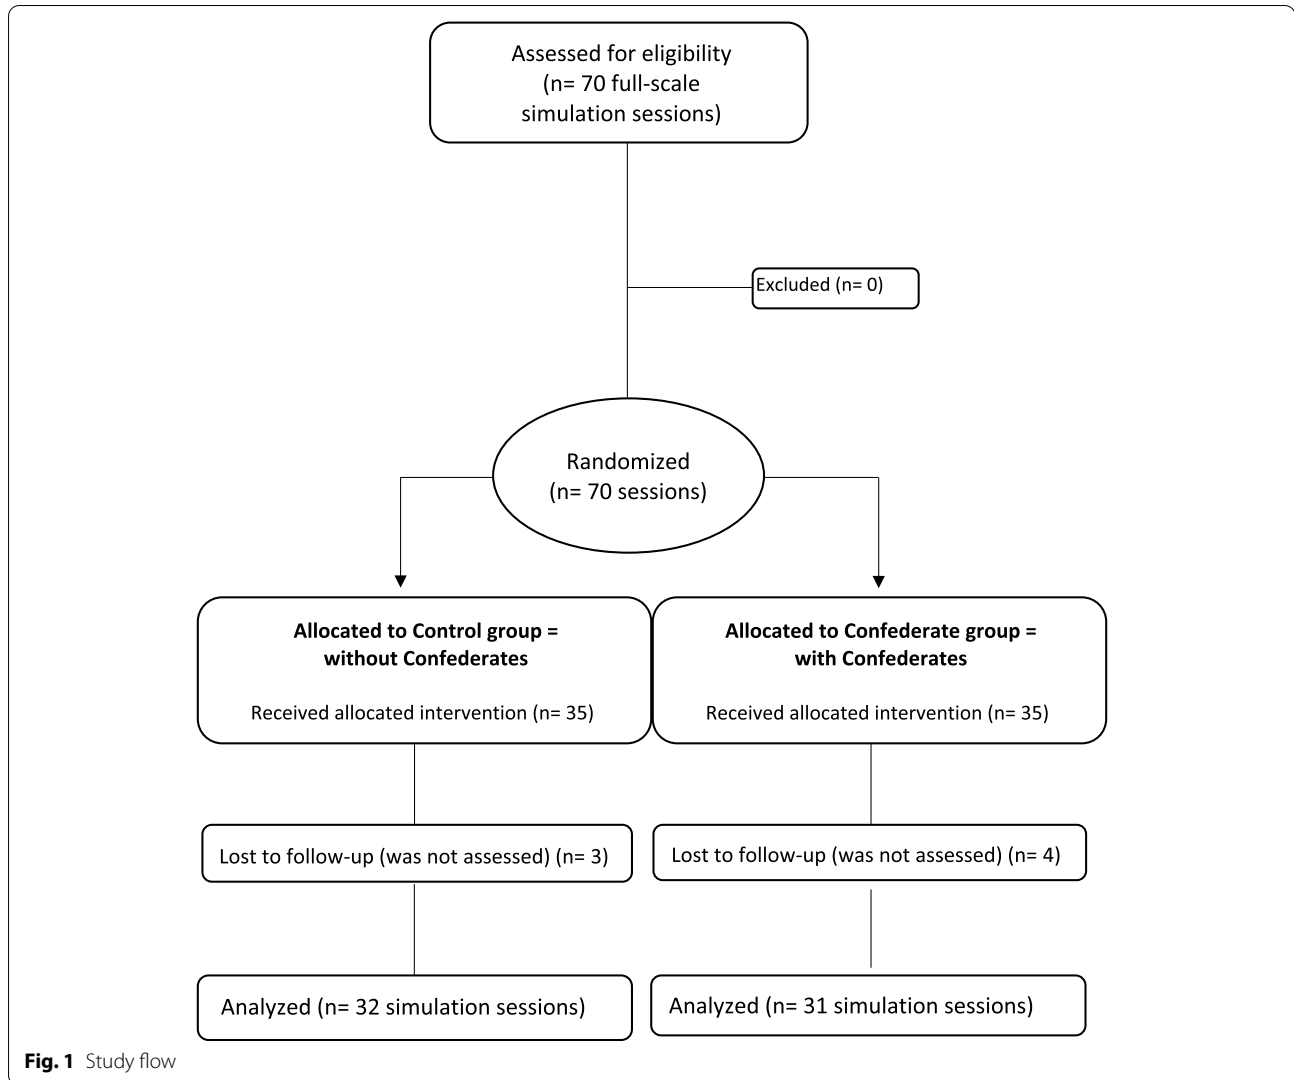 Assessed for eligibility
(n= 70 full-scale
simulation sessions)
Excluded (n= 0)
Randomized
(n= 70 sessions)
Allocated to Control group =
without Confederates
Received allocated intervention (n= 35)
Allocated to Confederate group =
with Confederates
Received allocated intervention (n= 35)
Lost to follow-up (was not assessed) (n= 3)
Lost to follow-up (was not assessed) (n= 4)
Analyzed (n= 32 simulation sessions)
Analyzed (n= 31 simulation sessions)
Fig. 1 Study flow